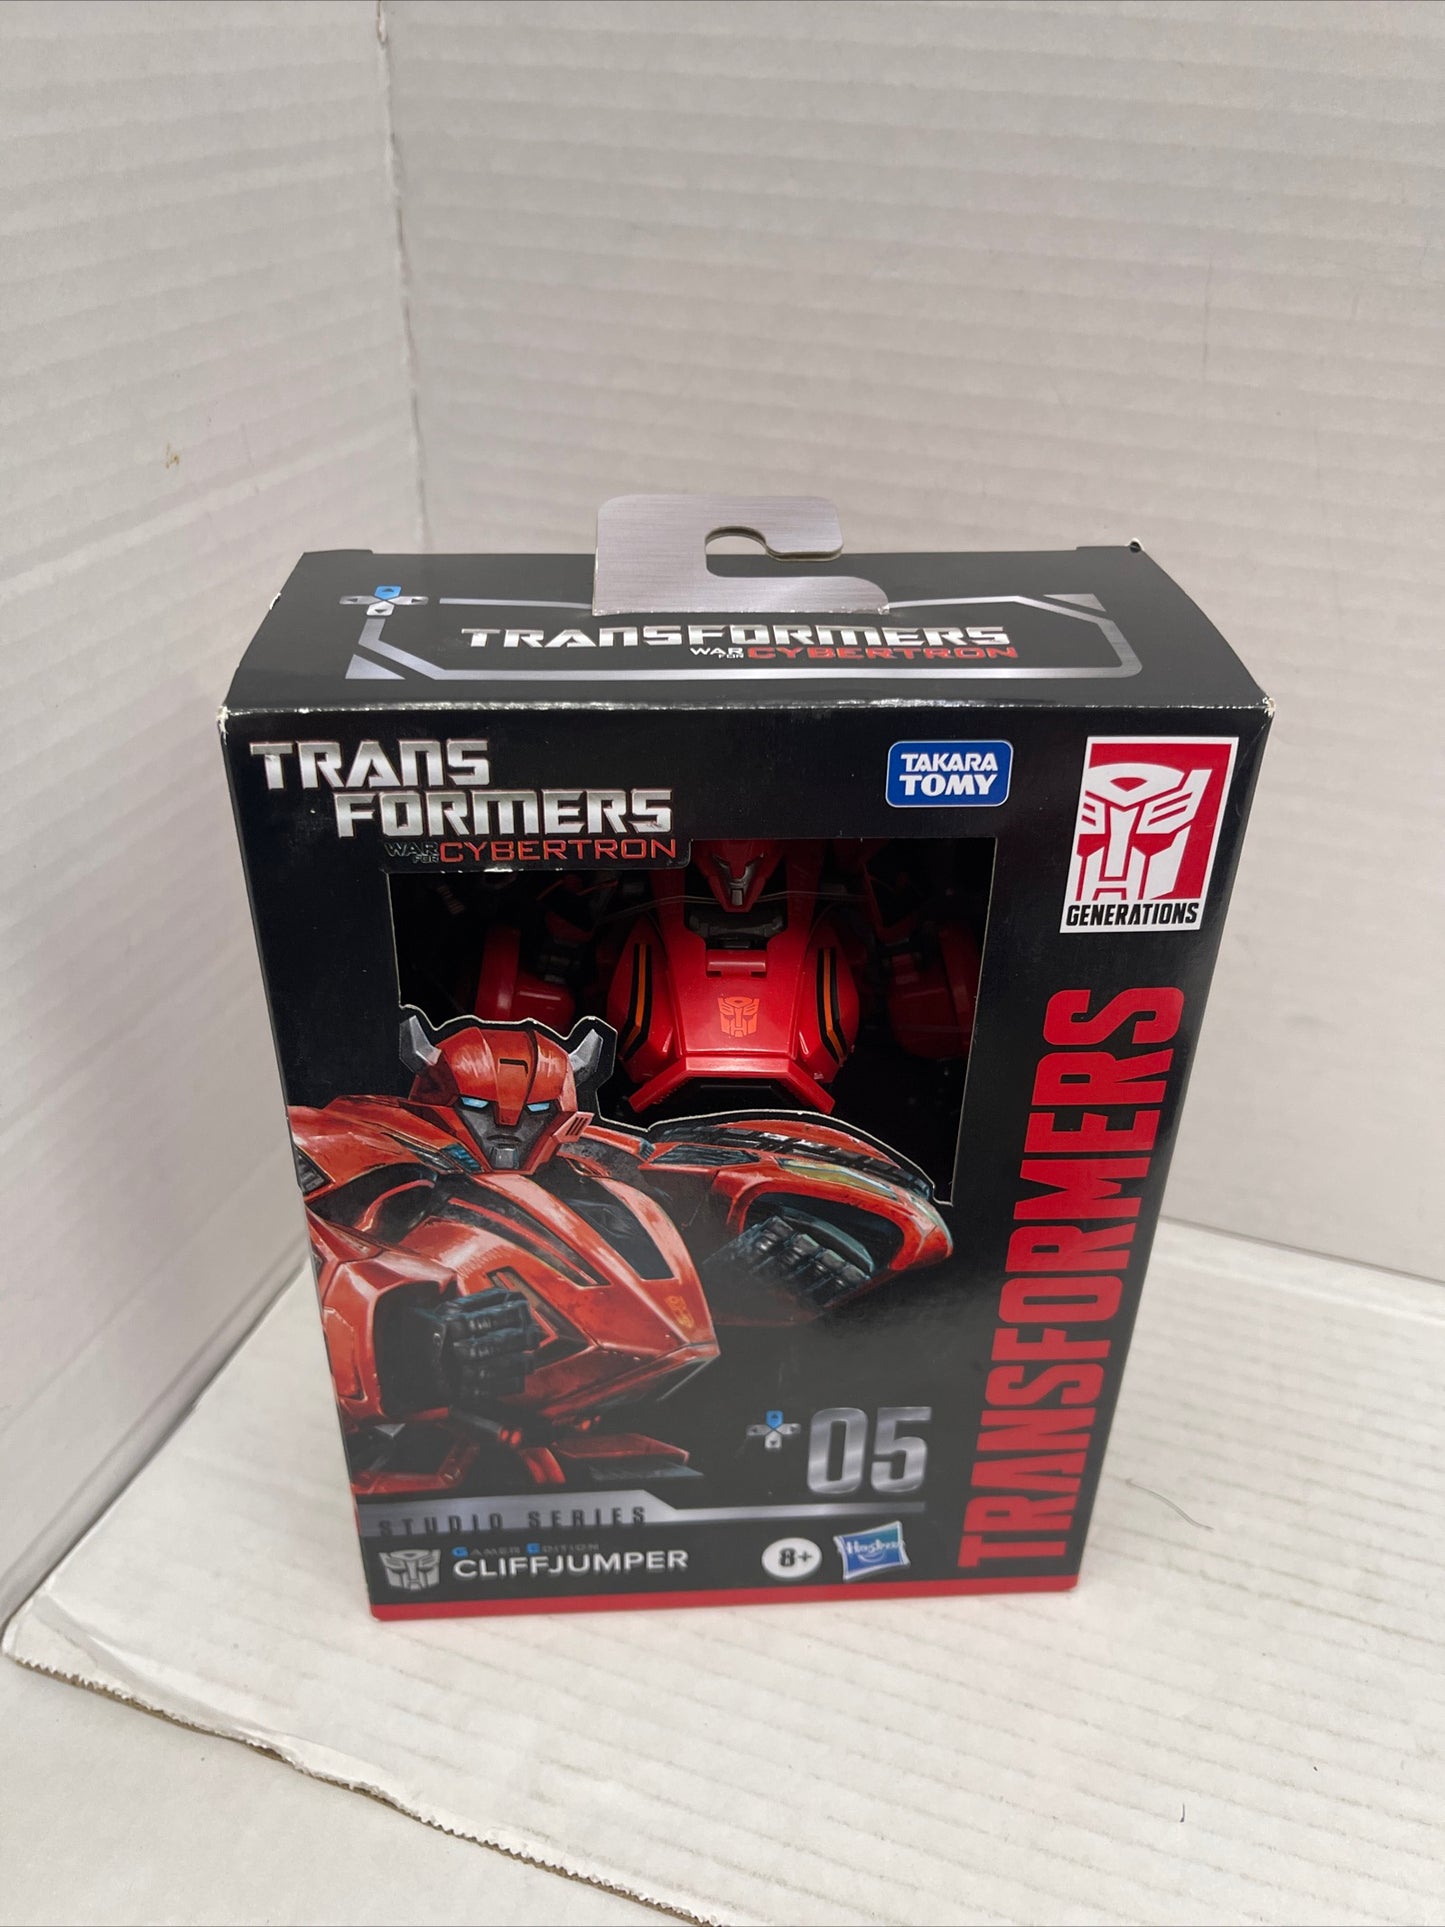 TRANSFORMERS
WAR FOR CYBERTRON
TRANS
FORMERS
WAR FOR CYBERTRON
TAKARA
TOMY
GENERATIONS
TRANSFORMERS
05
STUDIO SERIES
GAMER EDITION
CLIFFJUMPER
8+
Hasbro